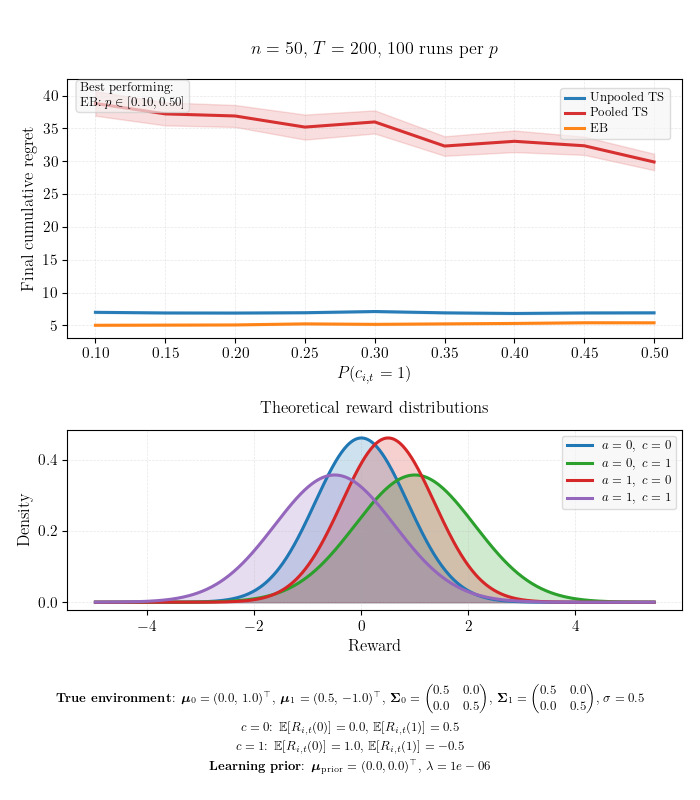 n = 50, T = 200, 100 runs per p
Best performing:
EB: p ∈ [0.10, 0.50]
Unpooled TS
Pooled TS
EB
Final cumulative regret
40
35
30
25
20
15
10
5
0.10 0.15 0.20 0.25 0.30 0.35 0.40 0.45 0.50
P(c_{i,t} = 1)
Theoretical reward distributions
a = 0, c = 0
a = 0, c = 1
a = 1, c = 0
a = 1, c = 1
Density
0.4
0.2
0.0
−4 −2 0 2 4
Reward
True environment: μ₀ = (0.0, 1.0)^⊤, μ₁ = (0.5, −1.0)^⊤, Σ₀ = (0.5 0.0 0.0 0.5), Σ₁ = (0.5 0.0 0.0 0.5), σ = 0.5
c = 0: 𝔼[R_{i,t}(0)] = 0.0, 𝔼[R_{i,t}(1)] = 0.5
c = 1: 𝔼[R_{i,t}(0)] = 1.0, 𝔼[R_{i,t}(1)] = −0.5
Learning prior: μ_{prior} = (0.0, 0.0)^⊤, λ = 1e − 06